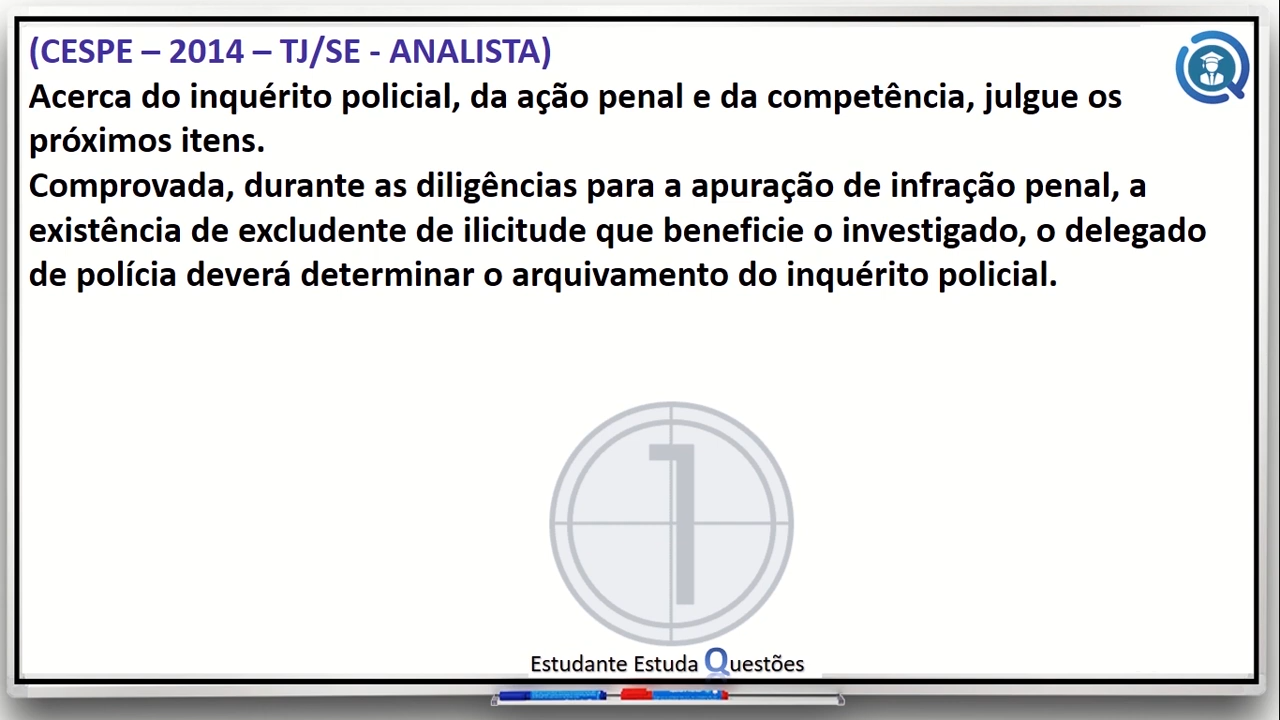 (CESPE – 2014 – TJ/SE - ANALISTA)
Acerca do inquérito policial, da ação penal e da competência, julgue os
próximos itens.
Comprovada, durante as diligências para a apuração de infração penal, a
existência de excludente de ilicitude que beneficie o investigado, o delegado
de polícia deverá determinar o arquivamento do inquérito policial.
1
Estudante Estuda Questões